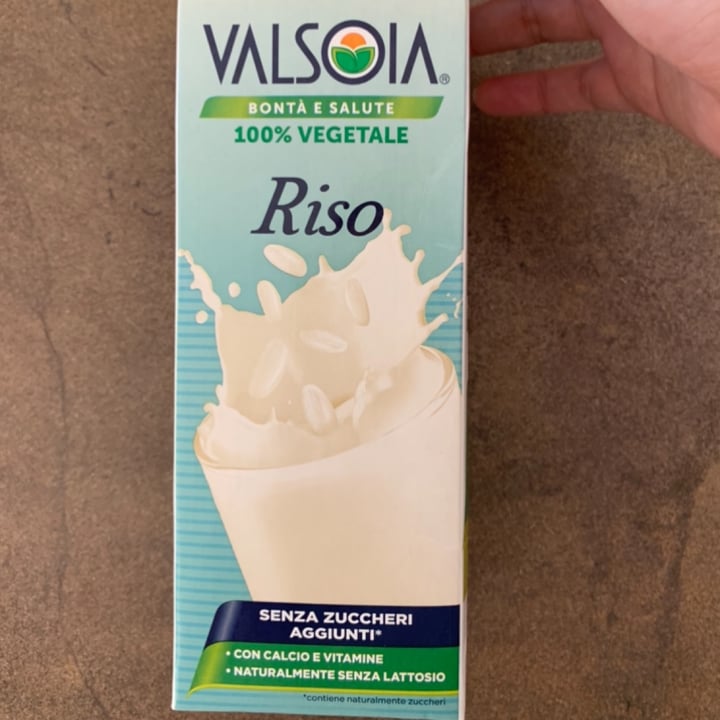 VALSOIA®
BONTÀ E SALUTE
100% VEGETALE
Riso
SENZA ZUCCHERI
AGGIUNTI*
• CON CALCIO E VITAMINE
• NATURALMENTE SENZA LATTOSIO
*contiene naturalmente zuccheri